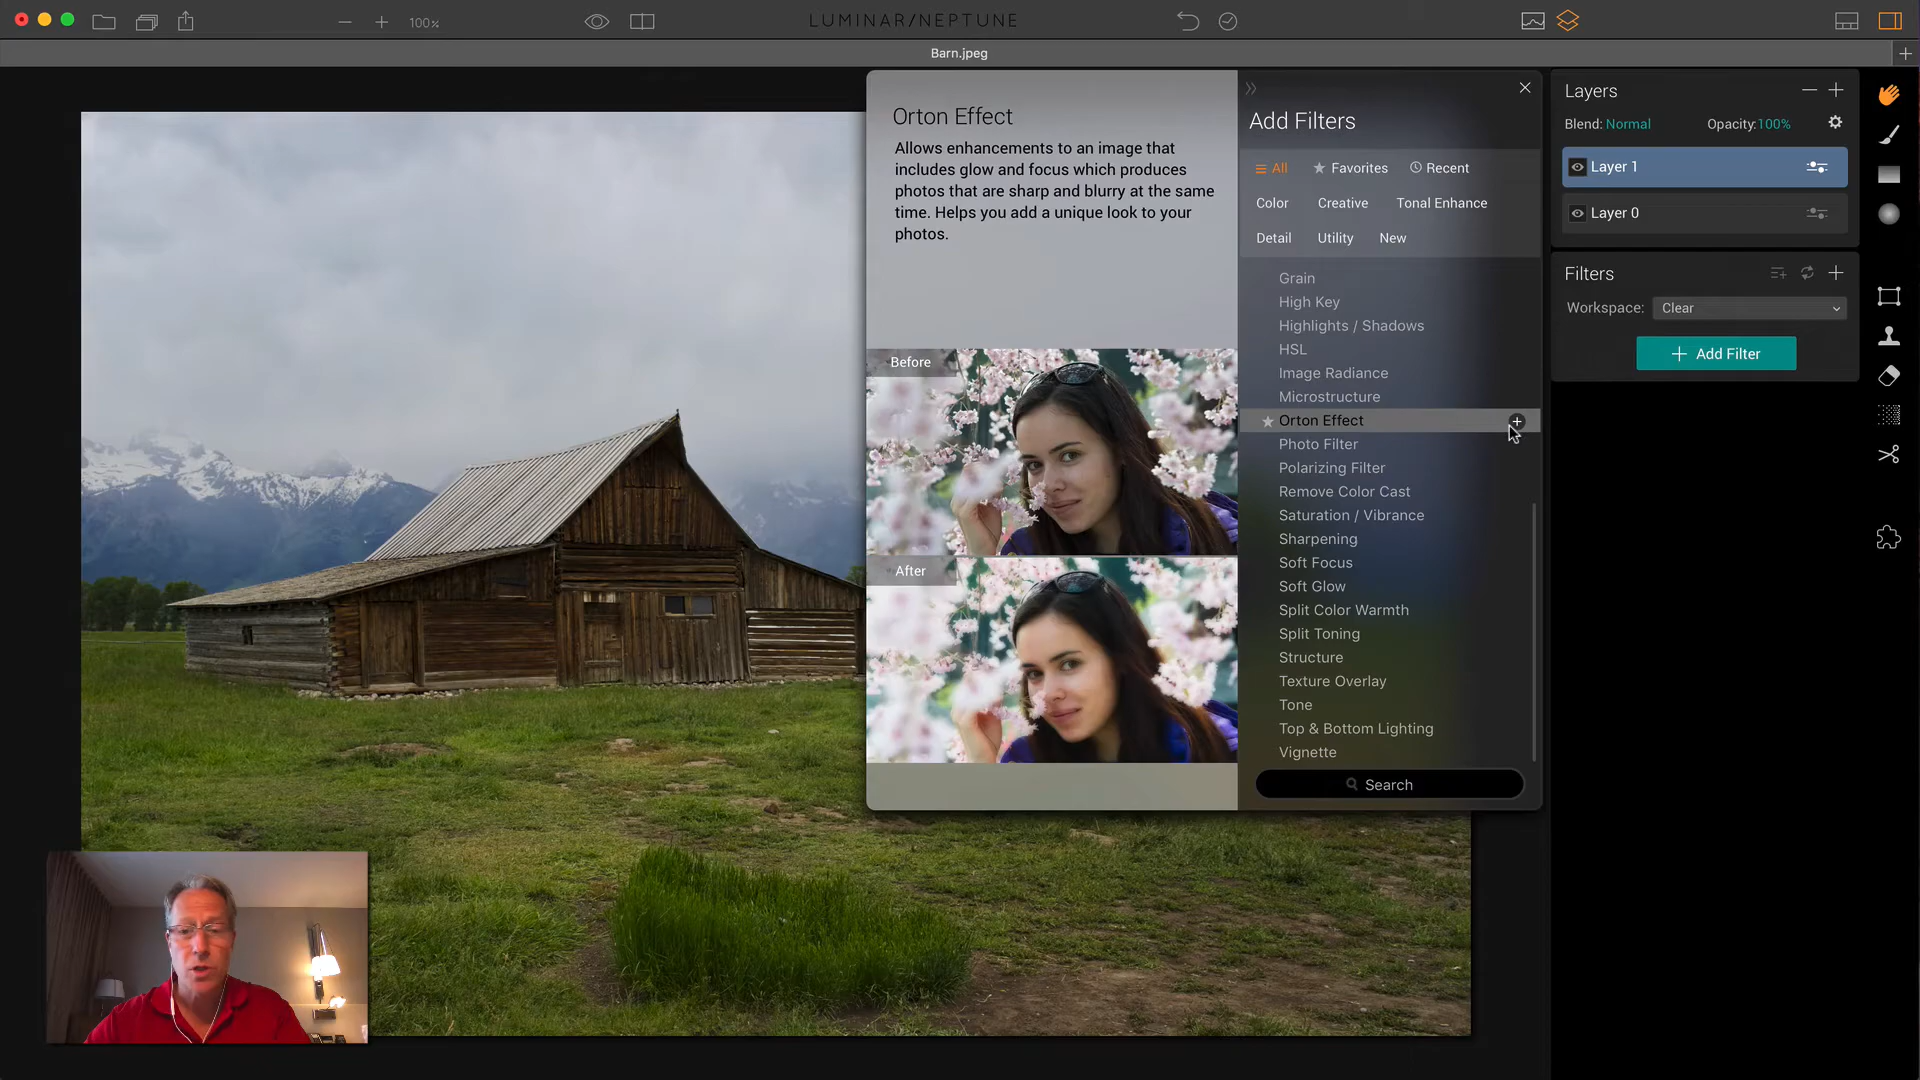 100%
LUMINAR/NEPTUNE
Barn.jpeg
Orton Effect
Allows enhancements to an image that
includes glow and focus which produces
photos that are sharp and blurry at the same
time. Helps you add a unique look to your
photos.
Before
After
Add Filters
All
Favorites
Recent
Color
Creative
Tonal Enhance
Detail
Utility
New
Grain
High Key
Highlights / Shadows
HSL
Image Radiance
Microstructure
Orton Effect
Photo Filter
Polarizing Filter
Remove Color Cast
Saturation / Vibrance
Sharpening
Soft Focus
Soft Glow
Split Color Warmth
Split Toning
Structure
Texture Overlay
Tone
Top & Bottom Lighting
Vignette
Search
Layers
Blend: Normal
Opacity:100%
Layer 1
Layer 0
Filters
Workspace: Clear
Add Filter